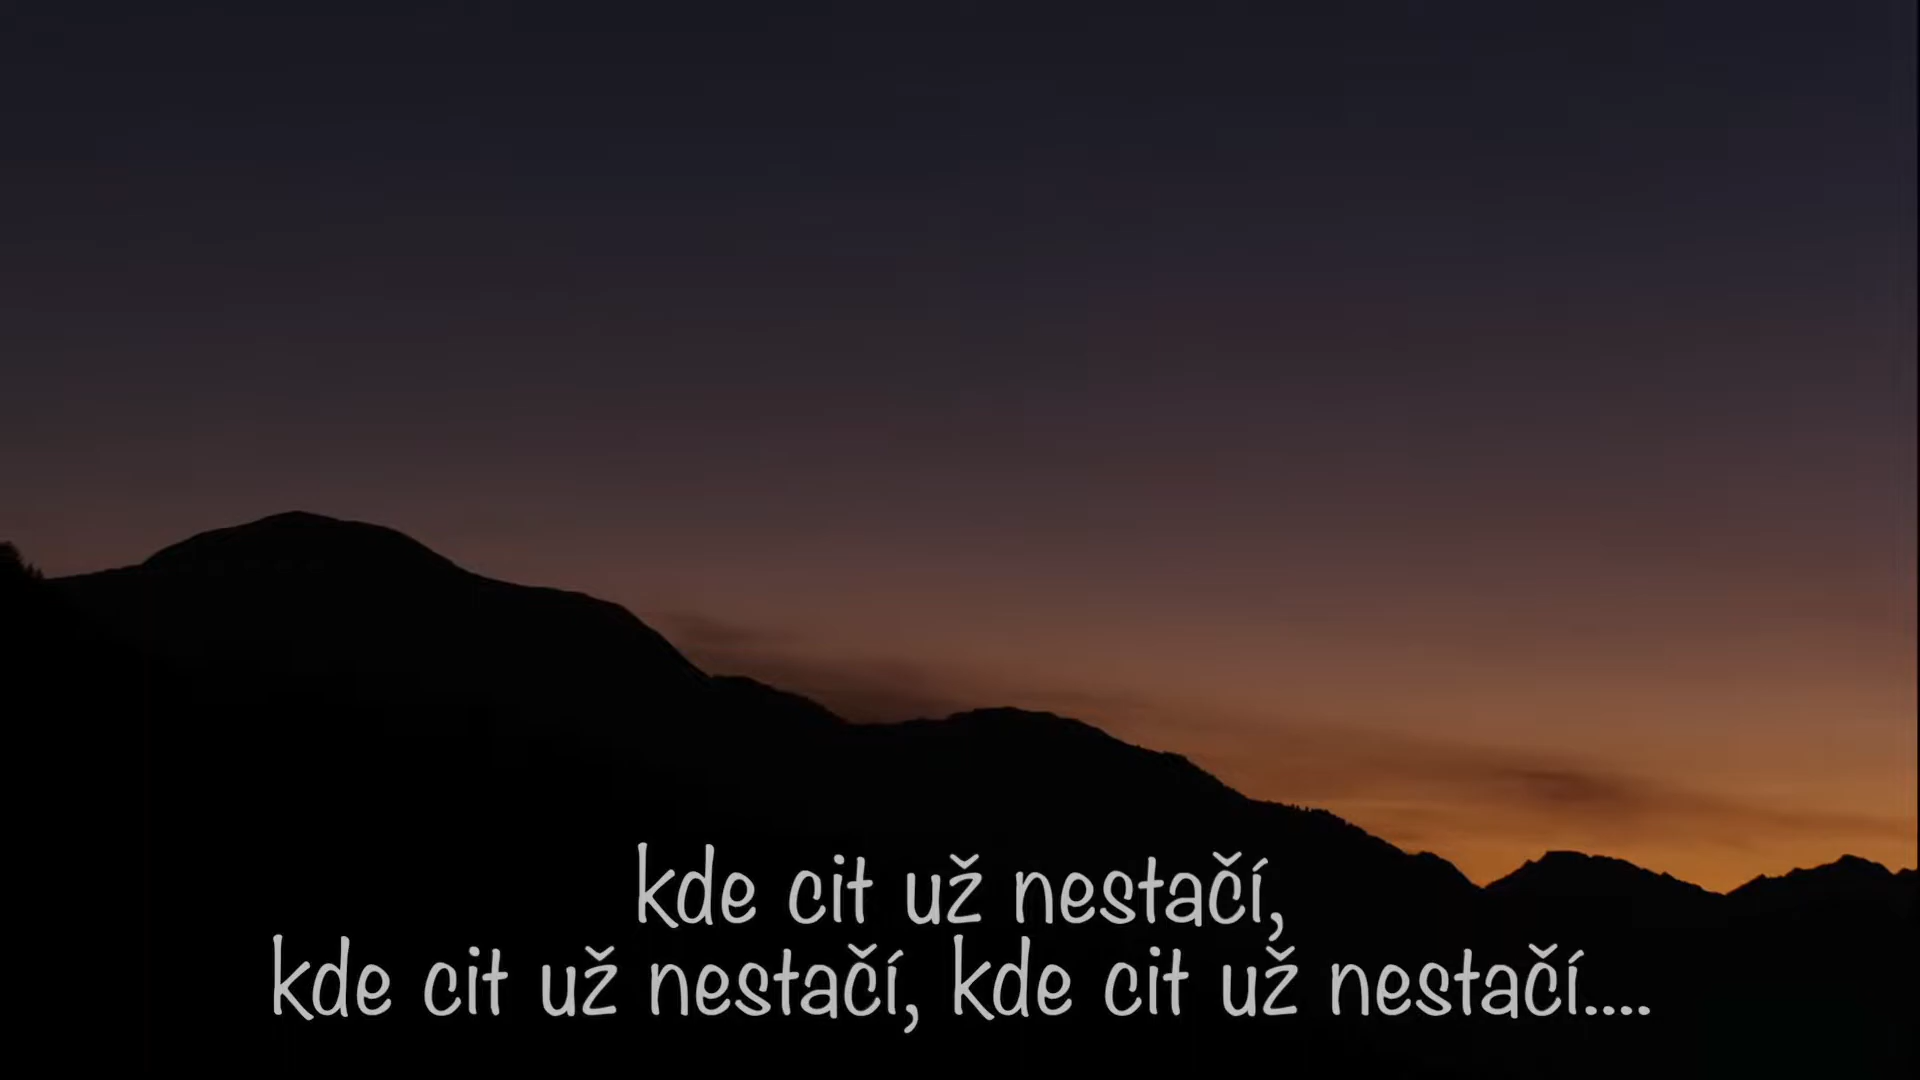 kde cit už nestačí,
kde cit už nestačí, kde cit už nestačí....